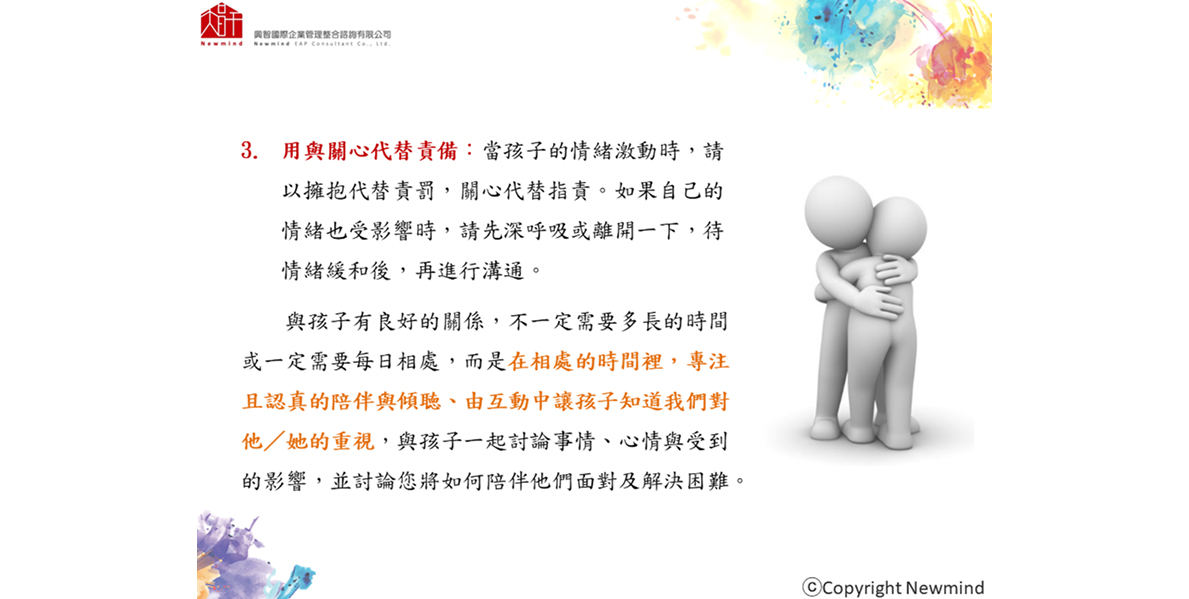 興智國際企業管理整合諮詢有限公司
Newmind
Newmind EAP Consultant Co., Ltd.
3. 用與關心代替責備：當孩子的情緒激動時，請
以擁抱代替責罰，關心代替指責。如果自己的
情緒也受影響時，請先深呼吸或離開一下，待
情緒緩和後，再進行溝通。
與孩子有良好的關係，不一定需要多長的時間
或一定需要每日相處，而是在相處的時間裡，專注
且認真的陪伴與傾聽、由互動中讓孩子知道我們對
他／她的重視，與孩子一起討論事情、心情與受到
的影響，並討論您將如何陪伴他們面對及解決困難。
ⓒCopyright Newmind